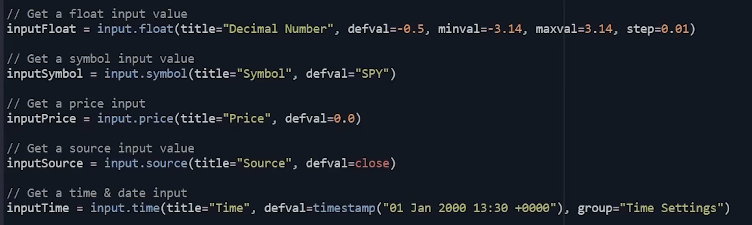 // Get a float input value
inputFloat = input.float(title="Decimal Number", defval=-0.5, minval=-3.14, maxval=3.14, step=0.01)
// Get a symbol input value
inputSymbol = input.symbol(title="Symbol", defval="SPY")
// Get a price input
inputPrice = input.price(title="Price", defval=0.0)
// Get a source input value
inputSource = input.source(title="Source", defval=close)
// Get a time & date input
inputTime = input.time(title="Time", defval=timestamp("01 Jan 2000 13:30 +0000"), group="Time Settings")